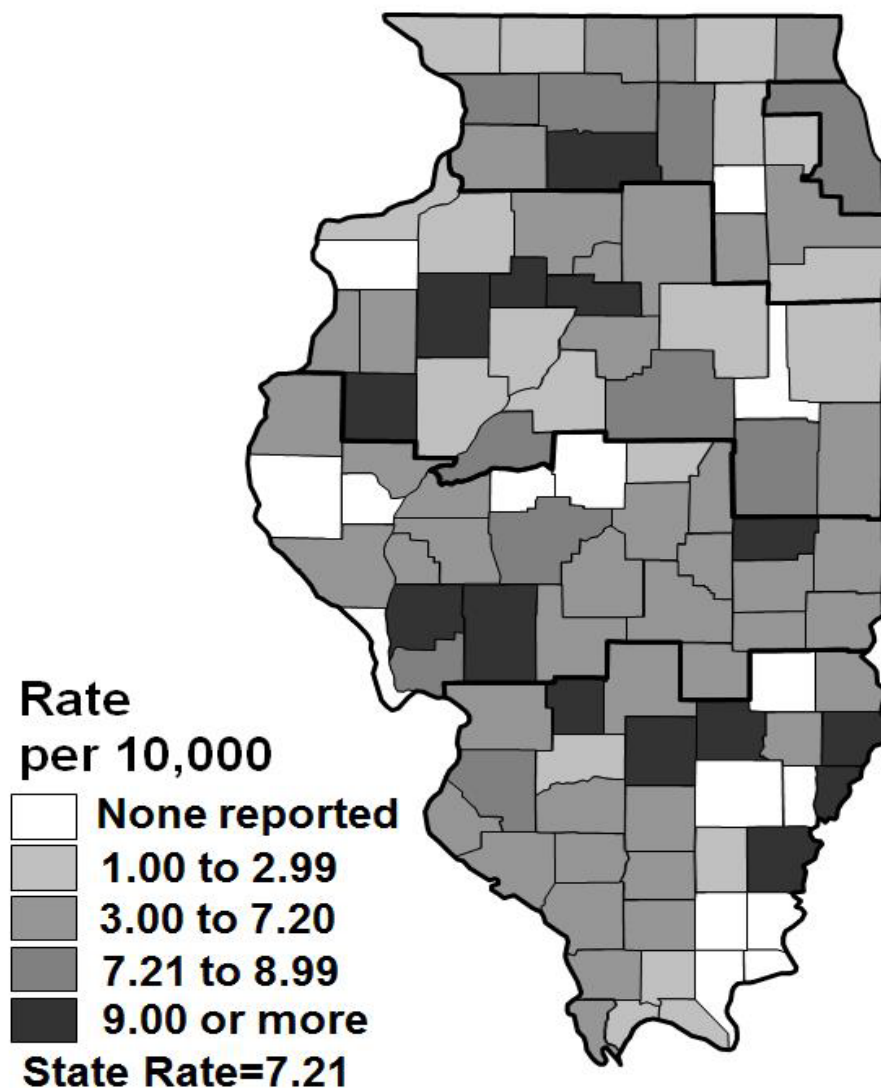 Rate
per 10,000
None reported
1.00 to 2.99
3.00 to 7.20
7.21 to 8.99
9.00 or more
State Rate=7.21